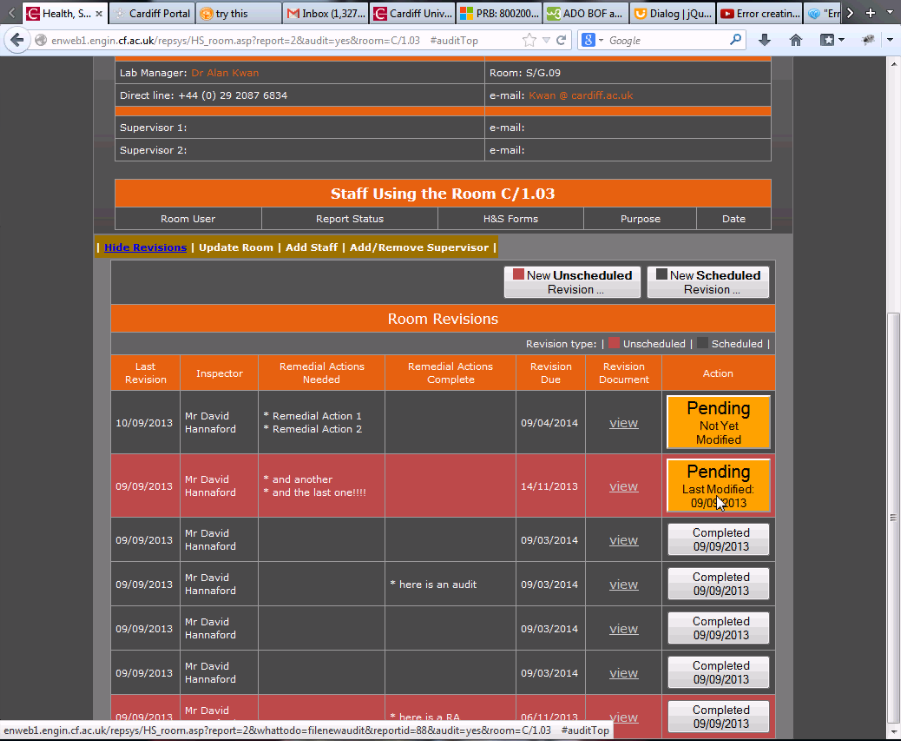 Health, S...
Cardiff Portal
try this
Inbox (1,327...
Cardiff Univ...
PRB: 800200...
ADO BOF a...
Dialog | jQu...
Error creatin...
"Err
enweb1.engin.cf.ac.uk/repsys/HS_room.asp?report=2&audit=yes&room=C/1.03 #auditTop
Google
Lab Manager: Dr Alan Kwan
Room: S/G.09
Direct line: +44 (0) 29 2087 6834
e-mail: Kwan @ cardiff.ac.uk
Supervisor 1:
e-mail:
Supervisor 2:
e-mail:
Staff Using the Room C/1.03
Room User
Report Status
H&S Forms
Purpose
Date
| Hide Revisions | Update Room | Add Staff | Add/Remove Supervisor |
New Unscheduled
Revision ...
New Scheduled
Revision ...
Room Revisions
Revision type: | Unscheduled | Scheduled |
Last
Revision
Inspector
Remedial Actions
Needed
Remedial Actions
Complete
Revision
Due
Revision
Document
Action
10/09/2013
Mr David
Hannaford
* Remedial Action 1
* Remedial Action 2
09/04/2014
view
Pending
Not Yet
Modified
09/09/2013
Mr David
Hannaford
* and another
* and the last one!!!!
14/11/2013
view
Pending
Last Modified:
09/09/2013
09/09/2013
Mr David
Hannaford
09/03/2014
view
Completed
09/09/2013
09/09/2013
Mr David
Hannaford
* here is an audit
09/03/2014
view
Completed
09/09/2013
09/09/2013
Mr David
Hannaford
09/03/2014
view
Completed
09/09/2013
09/09/2013
Mr David
Hannaford
09/03/2014
view
Completed
09/09/2013
09/09/2013
Mr David
* here is a RA
06/11/2013
view
Completed
09/09/2013
enweb1.engin.cf.ac.uk/repsys/HS_room.asp?report=2&whattodo=filenewaudit&reportid=88&audit=yes&room=C/1.03 #auditTop